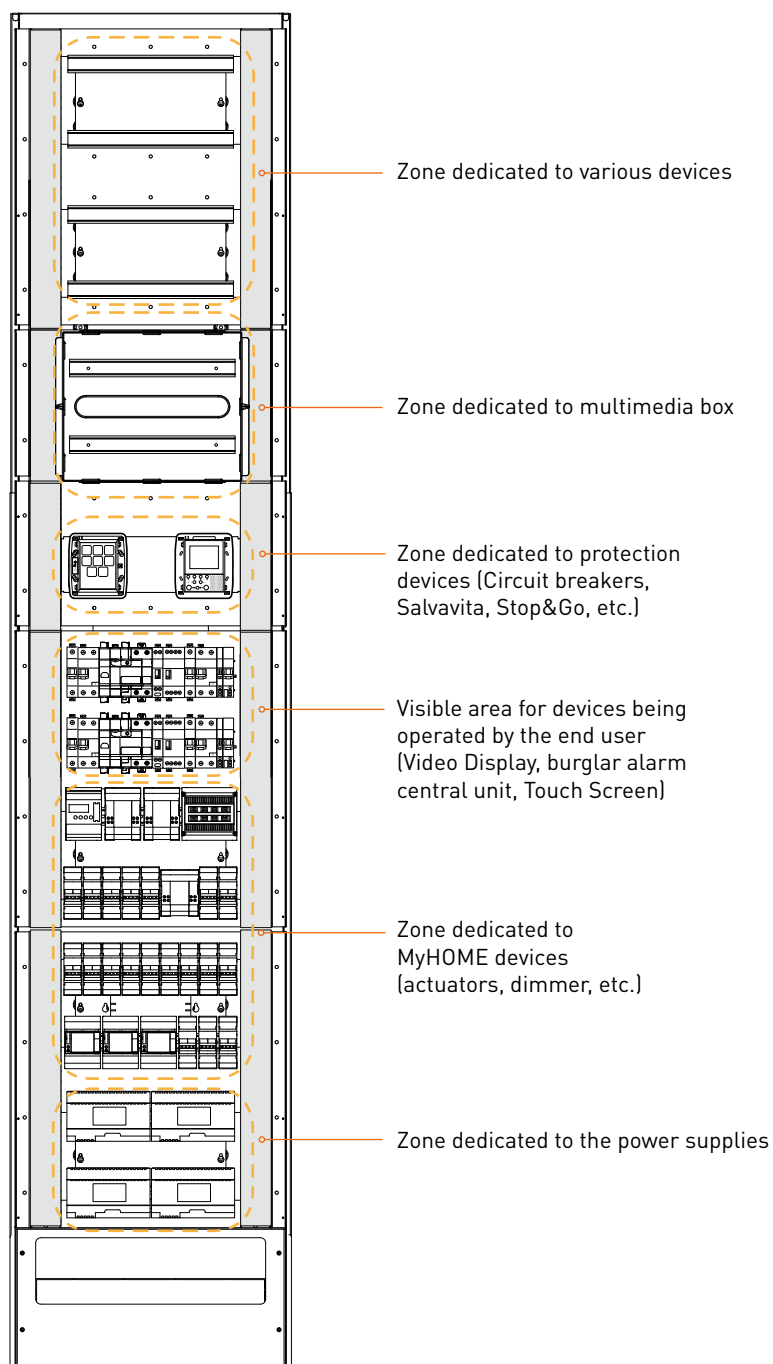 Zone dedicated to various devices
Zone dedicated to multimedia box
Zone dedicated to protection
devices (Circuit breakers,
Salvavita, Stop&Go, etc.)
Visible area for devices being
operated by the end user
(Video Display, burglar alarm
central unit, Touch Screen)
Zone dedicated to
MyHOME devices
(actuators, dimmer, etc.)
Zone dedicated to the power supplies